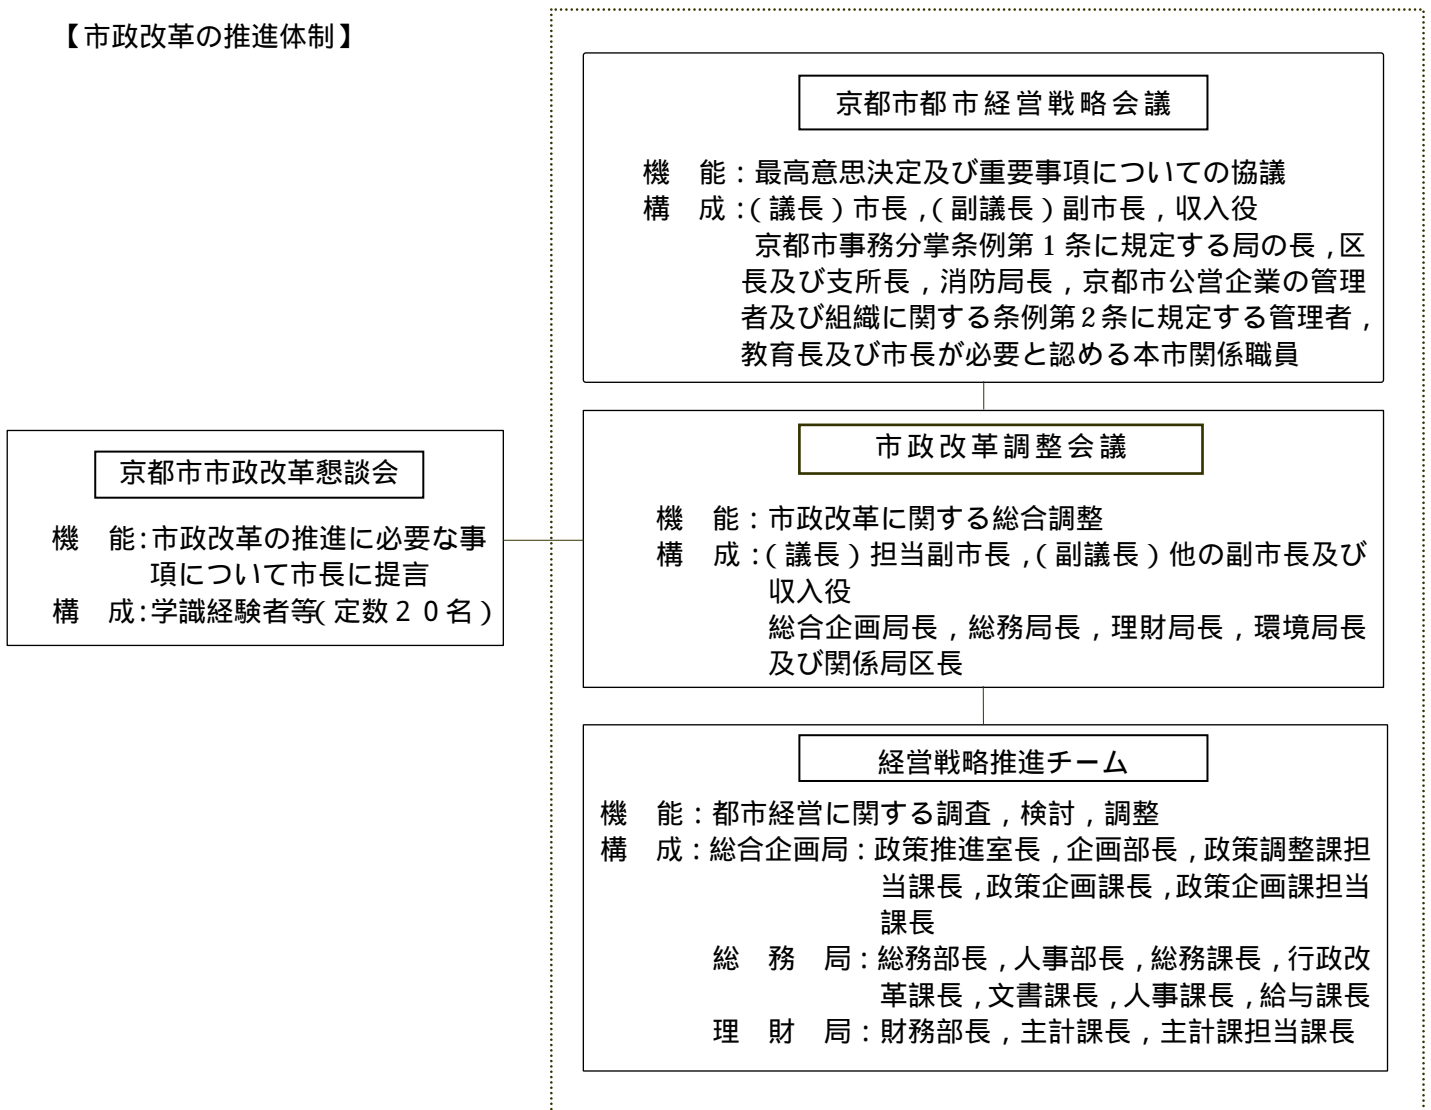 【市政改革の推進体制】
京都市都市経営戦略会議
機　能：最高意思決定及び重要事項についての協議
構　成：（議長）市長，（副議長）副市長，収入役
京都市事務分掌条例第１条に規定する局の長，区
長及び支所長，消防局長，京都市公営企業の管理
者及び組織に関する条例第２条に規定する管理者，
教育長及び市長が必要と認める本市関係職員
京都市市政改革懇談会
機　能：市政改革の推進に必要な事
項について市長に提言
構　成：学識経験者等（定数２０名）
市政改革調整会議
機　能：市政改革に関する総合調整
構　成：（議長）担当副市長，（副議長）他の副市長及び
収入役
総合企画局長，総務局長，理財局長，環境局長
及び関係局区長
経営戦略推進チーム
機　能：都市経営に関する調査，検討，調整
構　成：総合企画局：政策推進室長，企画部長，政策調整課担
当課長，政策企画課長，政策企画課担当
課長
総　務　局：総務部長，人事部長，総務課長，行政改
革課長，文書課長，人事課長，給与課長
理　財　局：財務部長，主計課長，主計課担当課長